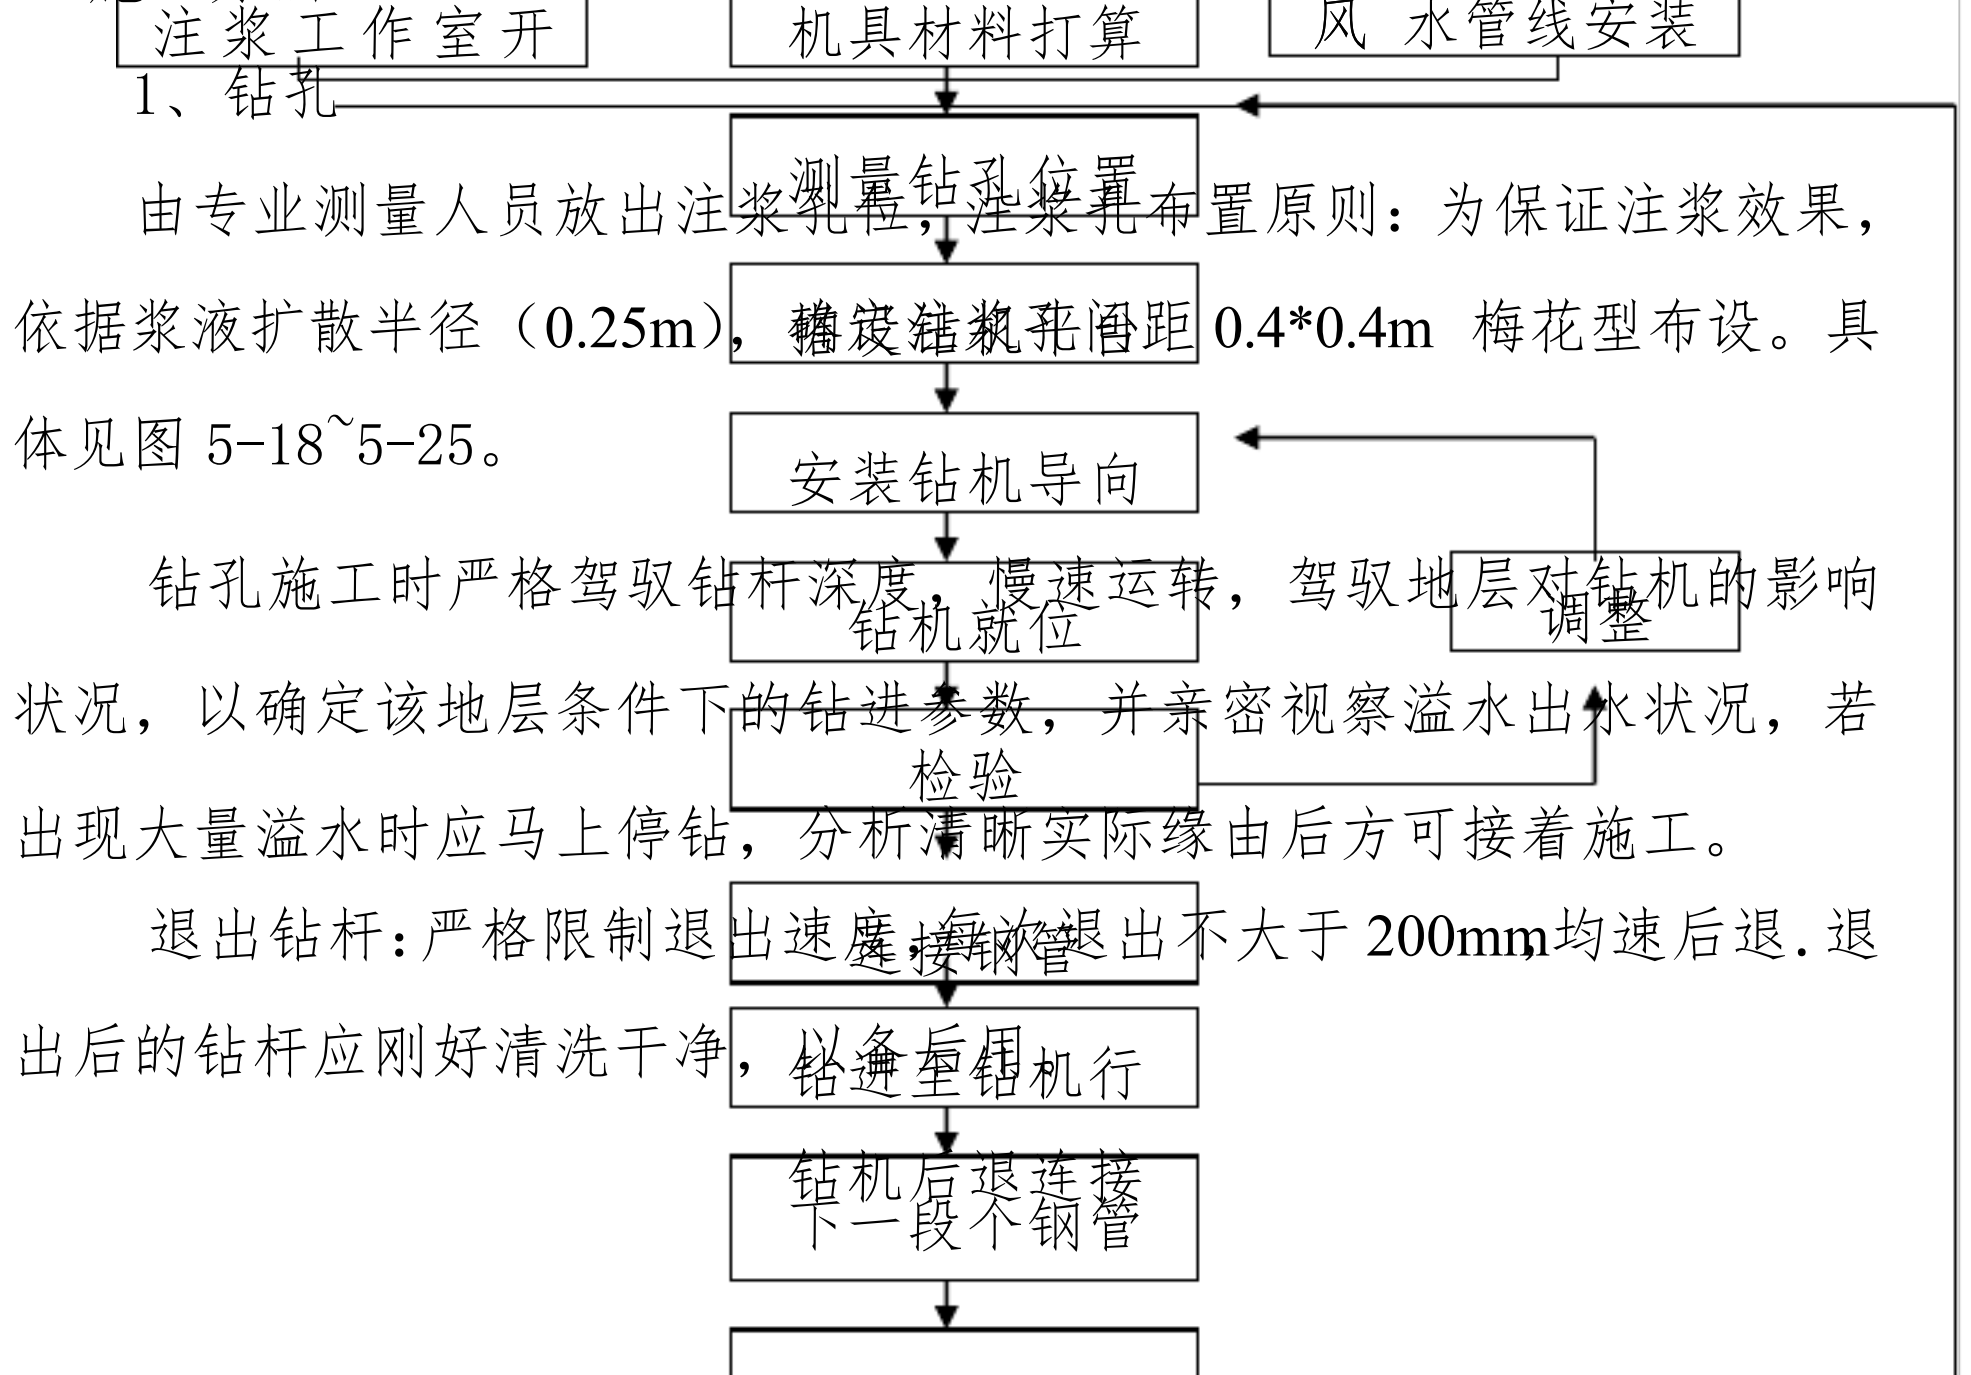 注浆工作室开
机具材料打算
风 水管线安装
1、钻孔
测量钻孔位置
由专业测量人员放出注浆孔位，注浆孔布置原则：为保证注浆效果，
依据浆液扩散半径（0.25m），确定注浆孔间距 0.4*0.4m 梅花型布设。具
搭设钻机平台
体见图 5-18~5-25。
安装钻机导向
钻孔施工时严格驾驭钻杆深度，慢速运转，驾驭地层对钻机的影响
钻机就位
调整
状况，以确定该地层条件下的钻进参数，并亲密视察溢水出水状况，若
检验
出现大量溢水时应马上停钻，分析清晰实际缘由后方可接着施工。
退出钻杆:严格限制退出速度,每次退出不大于 200mm,均速后退.退
连接钢管
出后的钻杆应刚好清洗干净，以备后用。
钻进至钻机行
钻机后退连接
下一段个钢管